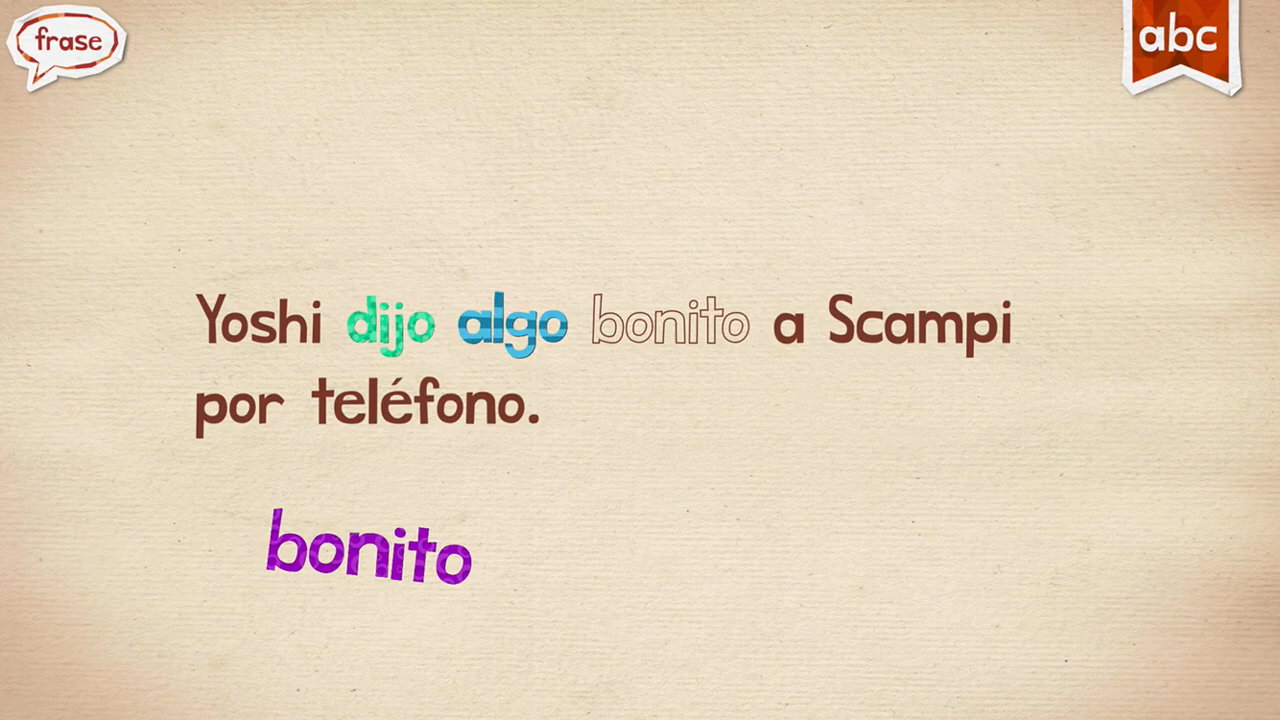 frase
abc
Yoshi dijo algo bonito a Scampi
por teléfono.
bonito